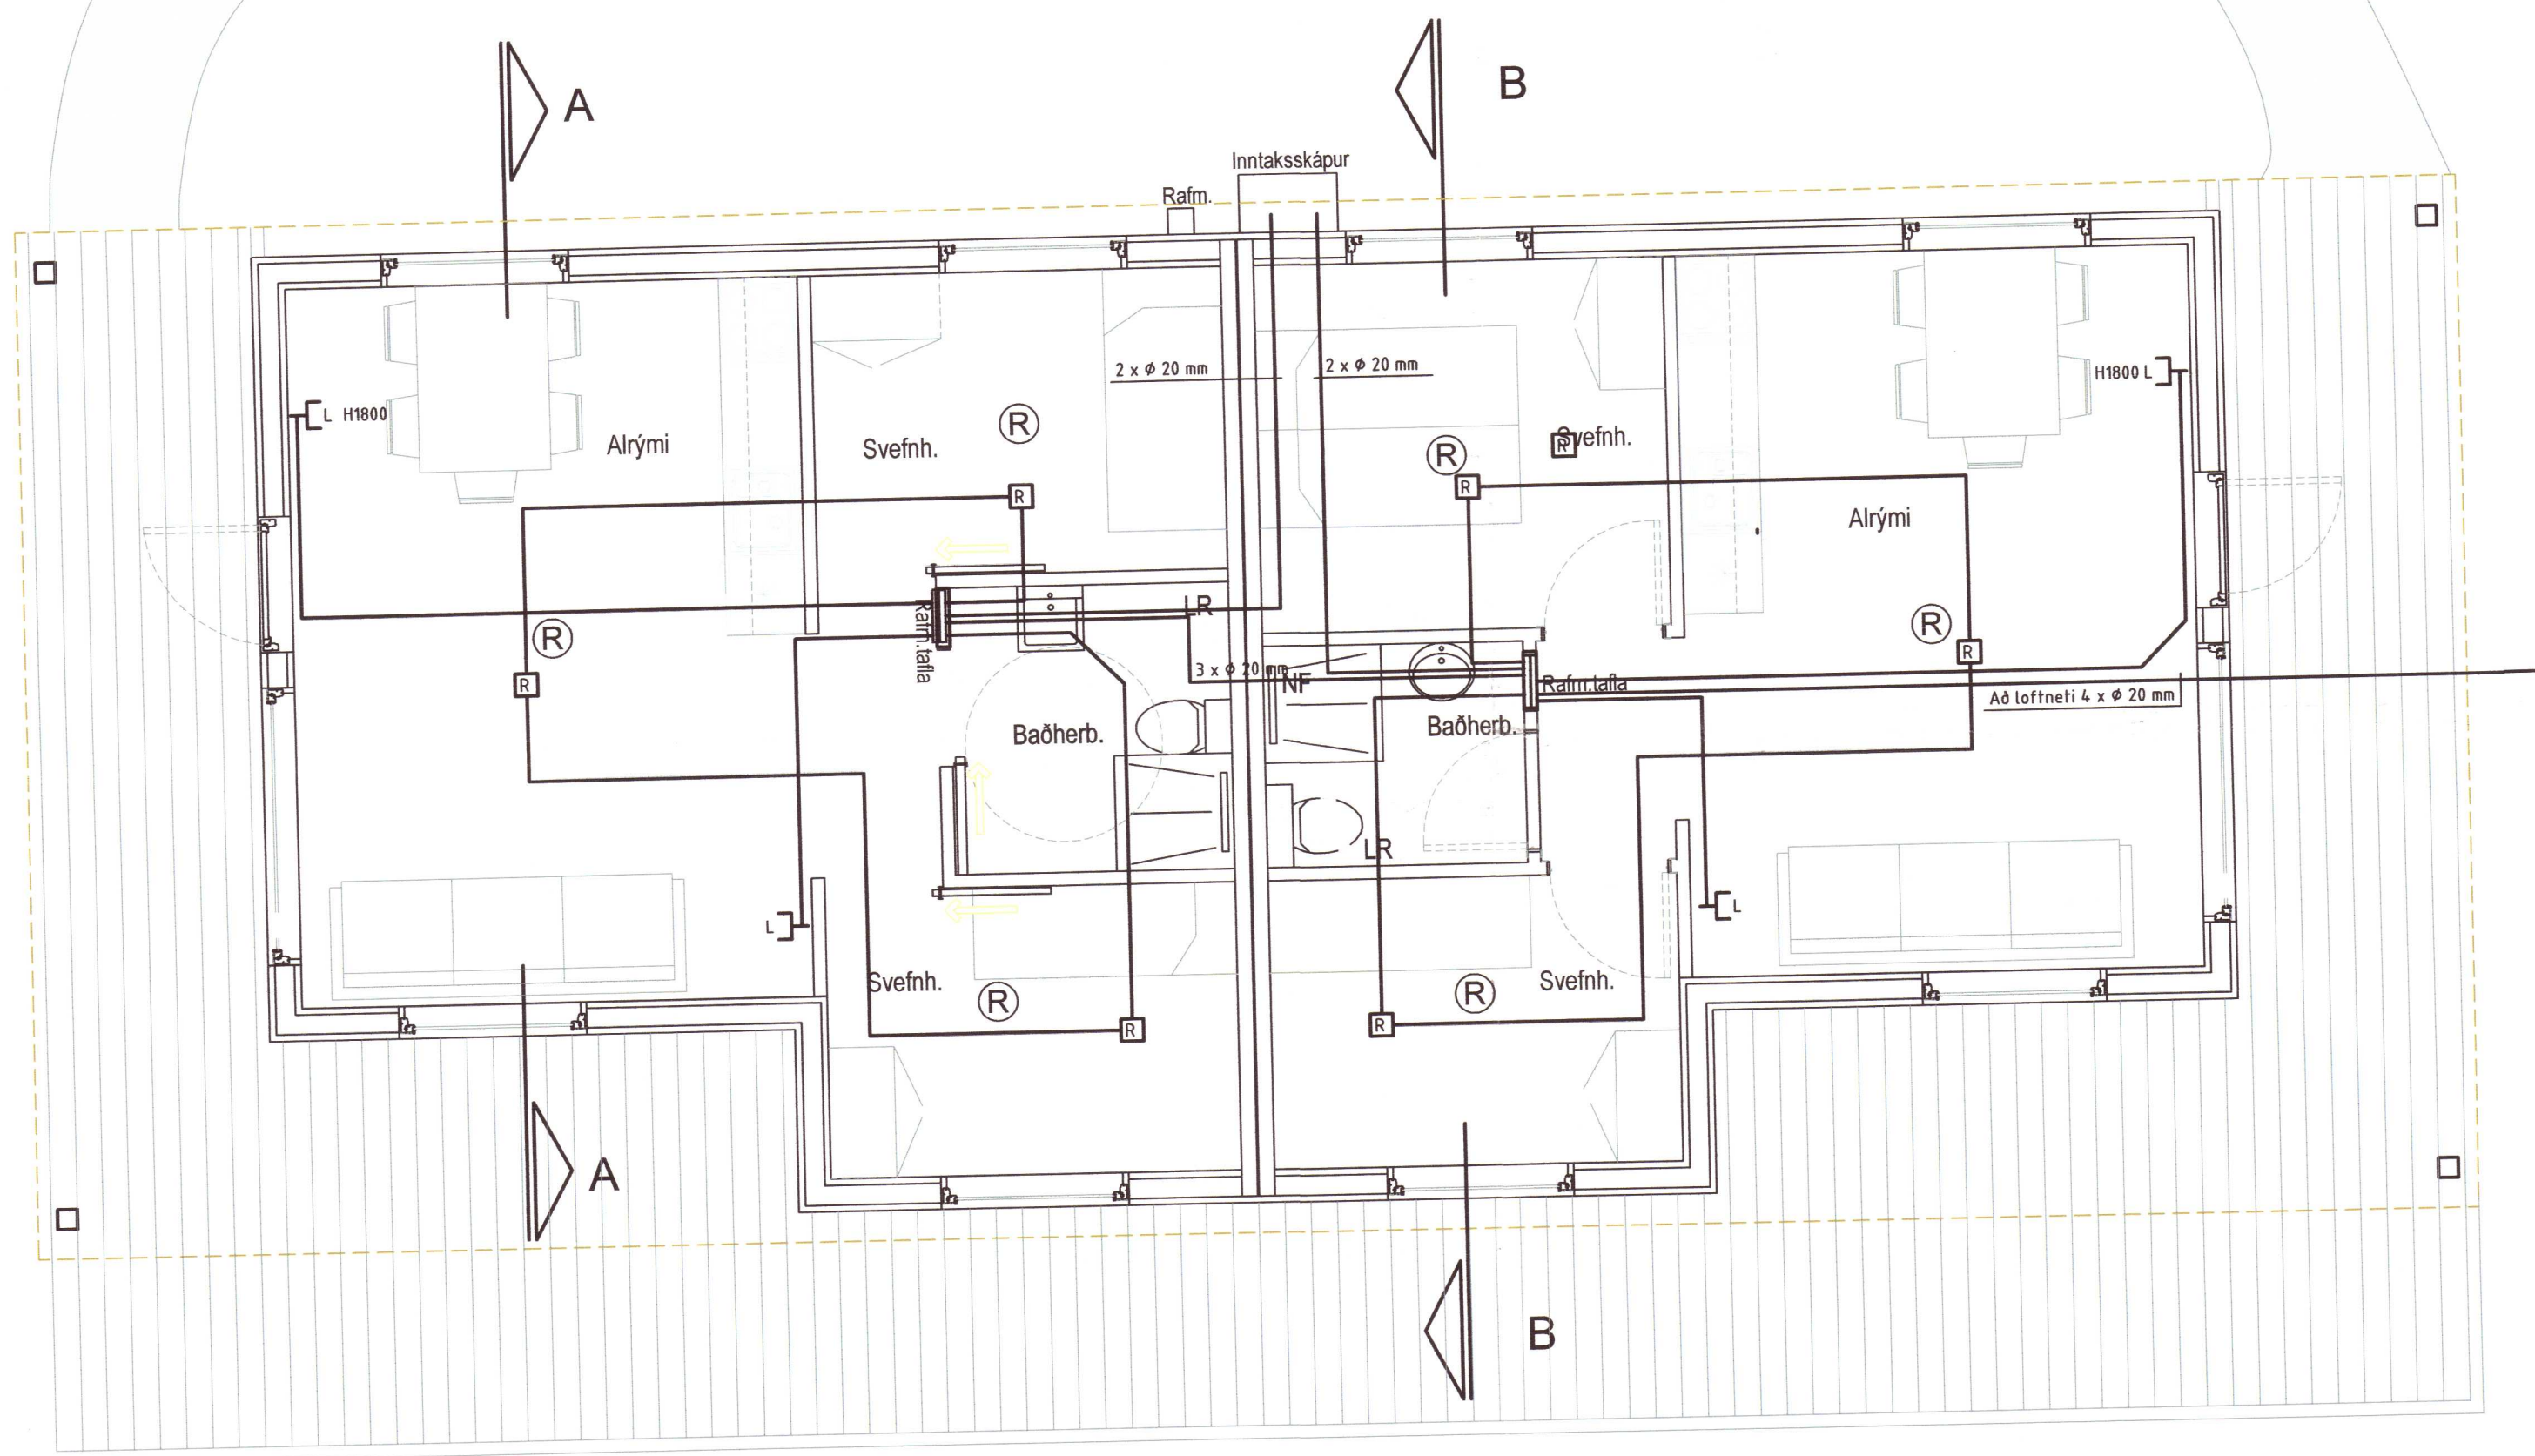 A
B
Inntaksskápur
Rafm.
2 x ⌀ 20 mm
2 x ⌀ 20 mm
H1800 L
L H1800
Alrými
Svefnh.
R
R
R
Svefnh.
R
R
Alrými
R
R
R
R
Rafm.tafla
LR
3 x ⌀ 20 mm
NF
Rafm.tafla
Að loftneti 4 x ⌀ 20 mm
Baðherb.
Baðherb.
LR
L
L
Svefnh.
R
R
R
R
Svefnh.
A
B